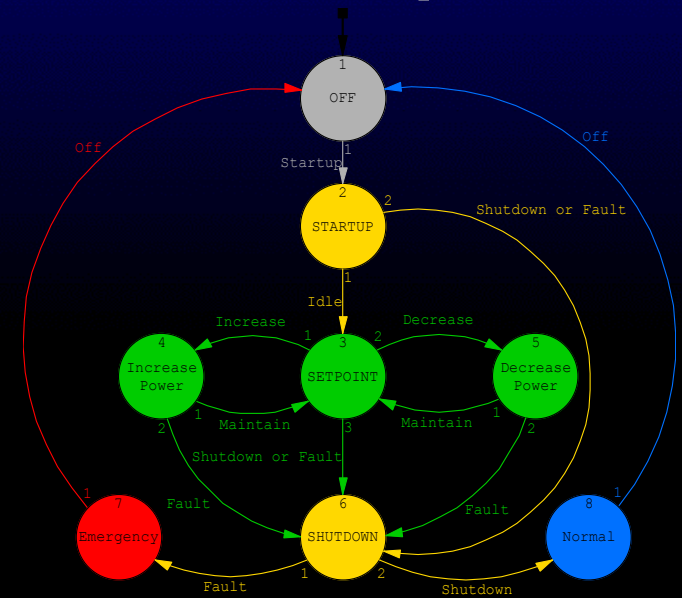 1
OFF
1
Startup
Off
Off
2
STARTUP
2
Shutdown or Fault
1
Idle
Increase
1
2
Decrease
4
Increase
Power
3
SETPOINT
5
Decrease
Power
1
Maintain
2
3
Maintain
1
2
Shutdown or Fault
Fault
Fault
1
7
Emergency
6
SHUTDOWN
1
8
Normal
1
Fault
2
Shutdown